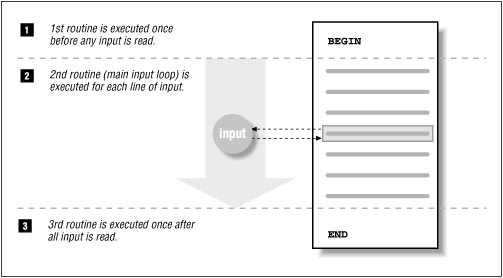 1 1st routine is executed once
before any input is read.
BEGIN
2 2nd routine (main input loop) is
executed for each line of input.
input
3 3rd routine is executed once after
all input is read.
END